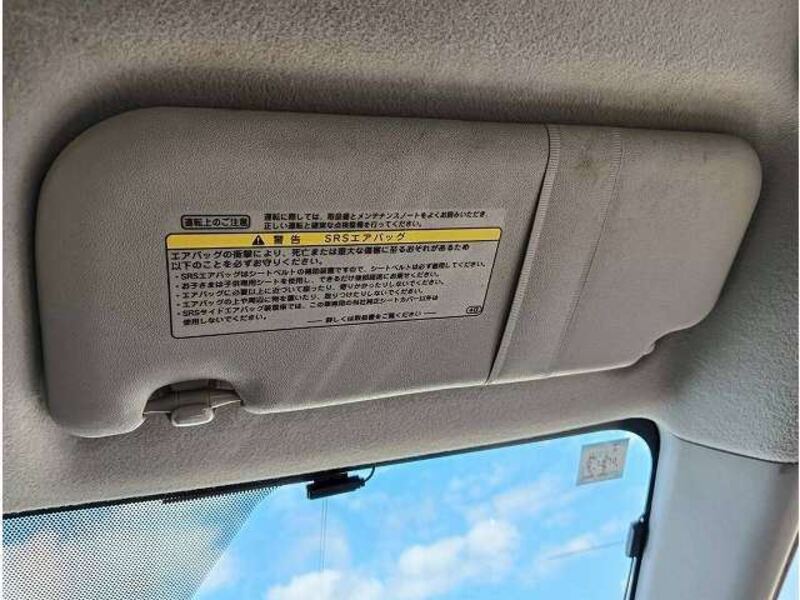 運転上のご注意
運転に際しては、取扱書とメンテナンスノートをよくお読みいただき、
正しい運転と確実な点検整備を行ってください。
警告 SRSエアバッグ
エアバッグの衝撃により、死亡または重大な傷害に至るおそれがあるため
以下のことを必ずお守りください。
・SRSエアバッグはシートベルトの補助装置ですので、シートベルトは必ず着用してください。
・お子さまは子供専用シートを使用し、できるだけ後部座席にお乗せください。
・エアバッグに必要以上に近づいて座ったり、寄りかかったりしないでください。
・エアバッグの上や周辺に物を置いたり、取りつけたりしないでください。
・SRSサイドエアバッグ装着車では、この車専用の当社純正シートカバー以外は
使用しないでください。
詳しくは取扱書をご覧ください